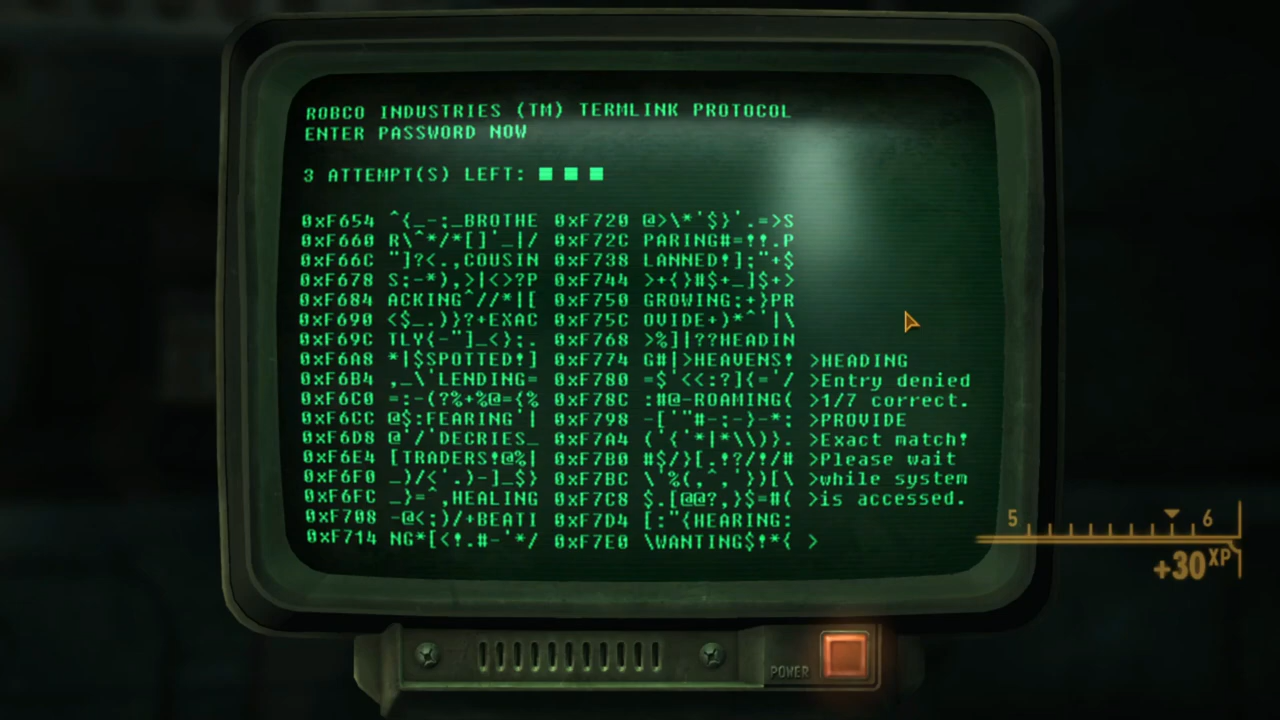 ROBCO INDUSTRIES (TM) TERMLINK PROTOCOL
ENTER PASSWORD NOW
3 ATTEMPT(S) LEFT: ■ ■ ■
0xF654 ^{_-;_BROTHE 0xF720 @>\*'$}'.=>S
0xF660 R\^*/*[]'_|/ 0xF72C PARING#=!!.P
0xF66C "]?<.,COUSIN 0xF738 LANNED!];"+$
0xF678 S:-*),>|<>?P 0xF744 >+{}#$+_]$+>
0xF684 ACKING^//*|[ 0xF750 GROWING;+}PR
0xF690 <$_.)}?+EXAC 0xF75C OVIDE+)*^'|\
0xF69C TLY{-"]_<};. 0xF768 >%]|??HEADIN
0xF6A8 *|$SPOTTED!] 0xF774 G#|>HEAVENS! >HEADING
0xF6B4 ,_\'LENDING= 0xF780 =$'<<:?]{='/ >Entry denied
0xF6C0 =:-(?%+%@={% 0xF78C :#@-ROAMING( >1/7 correct.
0xF6CC @$:FEARING'| 0xF798 -['"#-;-}-*: >PROVIDE
0xF6D8 @'/'DECRIES_ 0xF7A4 ('{'*|*\\)}. >Exact match!
0xF6E4 [TRADERS!@%| 0xF7B0 #$/}[.!?/!/# >Please wait
0xF6F0 _)/<'.)-]_$} 0xF7BC \'%(,^,'})[\ >while system
0xF6FC _}=^,HEALING 0xF7C8 $.[@@?,}$=#( >is accessed.
0xF708 -@<;)/+BEATI 0xF7D4 [:"{HEARING:
0xF714 NG*[<!.#-'*/ 0xF7E0 \WANTING$!*{ >
5 6
+30 XP
POWER